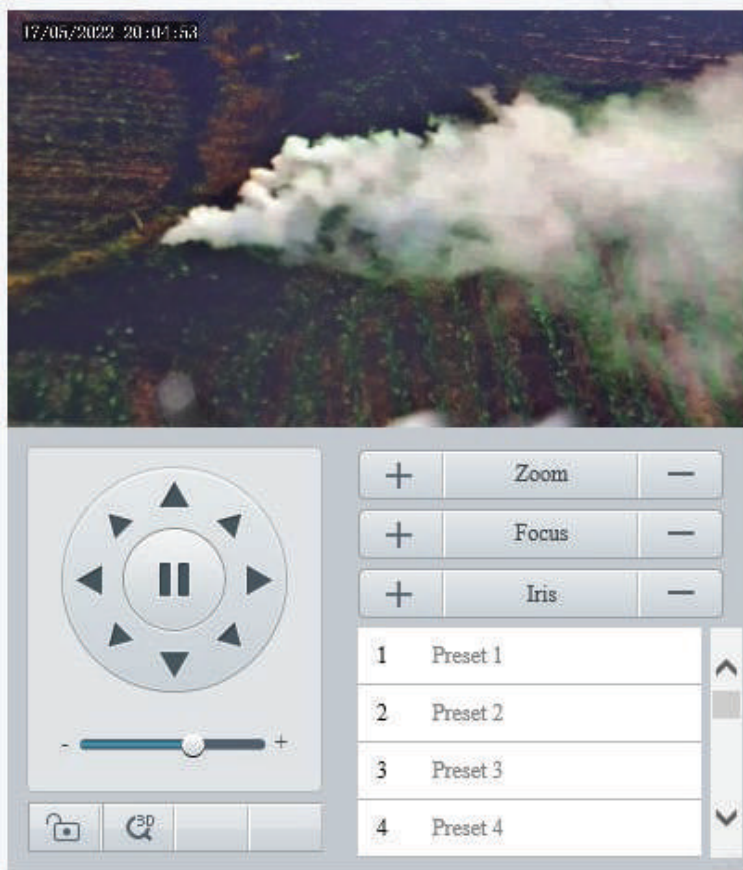 17/05/2022 20:04:53
+ Zoom −
+ Focus −
+ Iris −
1 Preset 1
2 Preset 2
3 Preset 3
4 Preset 4
- +
3D